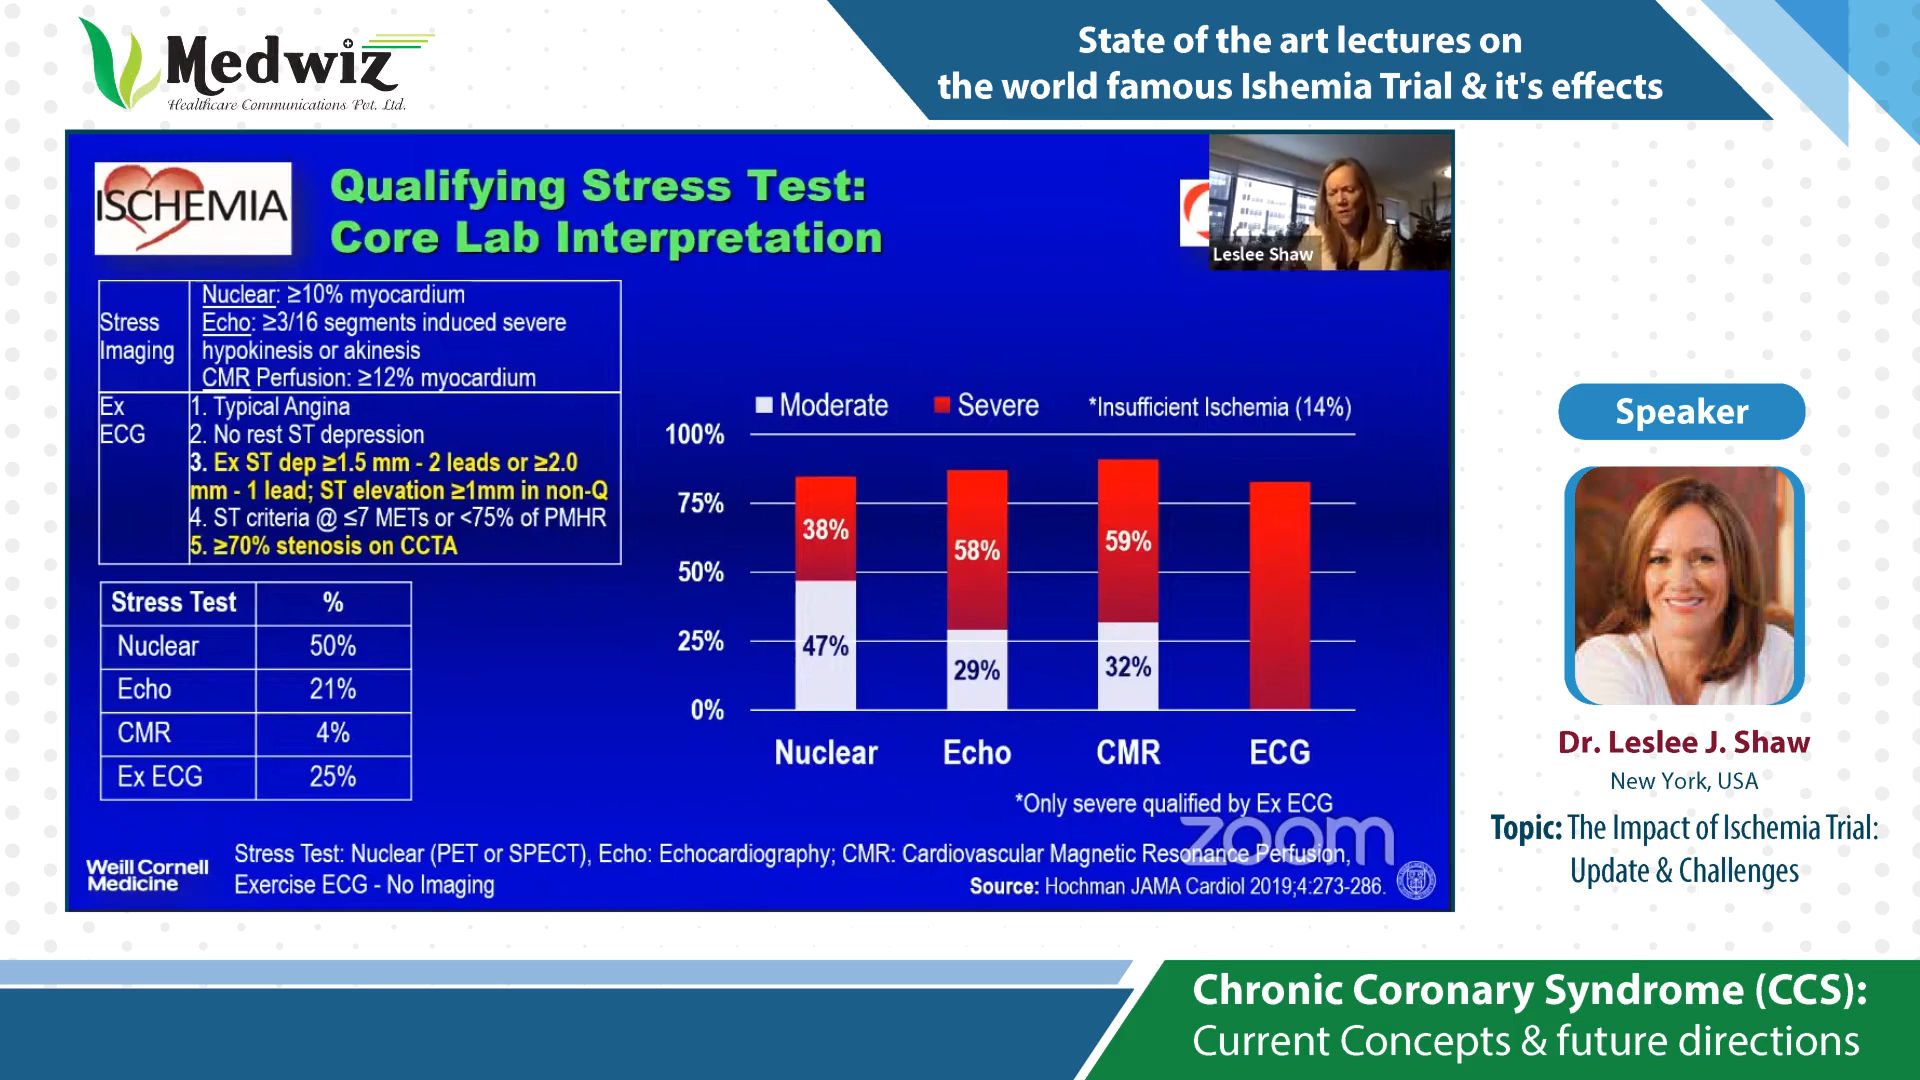 Medwiz
Healthcare Communications Pvt. Ltd.
State of the art lectures on
the world famous Ishemia Trial & it's effects
ISCHEMIA
Qualifying Stress Test:
Core Lab Interpretation
Leslee Shaw
Stress
Imaging
Nuclear: ≥10% myocardium
Echo: ≥3/16 segments induced severe
hypokinesis or akinesis
CMR Perfusion: ≥12% myocardium
Ex
ECG
1. Typical Angina
2. No rest ST depression
3. Ex ST dep ≥1.5 mm - 2 leads or ≥2.0
mm - 1 lead; ST elevation ≥1mm in non-Q
4. ST criteria @ ≤7 METs or <75% of PMHR
5. ≥70% stenosis on CCTA
Stress Test %
Nuclear 50%
Echo 21%
CMR 4%
Ex ECG 25%
Moderate Severe *Insufficient Ischemia (14%)
100%
75%
50%
25%
0%
38% 58% 59%
47% 29% 32%
Nuclear Echo CMR ECG
*Only severe qualified by Ex ECG
zoom
Stress Test: Nuclear (PET or SPECT), Echo: Echocardiography; CMR: Cardiovascular Magnetic Resonance Perfusion,
Exercise ECG - No Imaging
Source: Hochman JAMA Cardiol 2019;4:273-286.
Weill Cornell
Medicine
Speaker
Dr. Leslee J. Shaw
New York, USA
Topic: The Impact of Ischemia Trial:
Update & Challenges
Chronic Coronary Syndrome (CCS):
Current Concepts & future directions